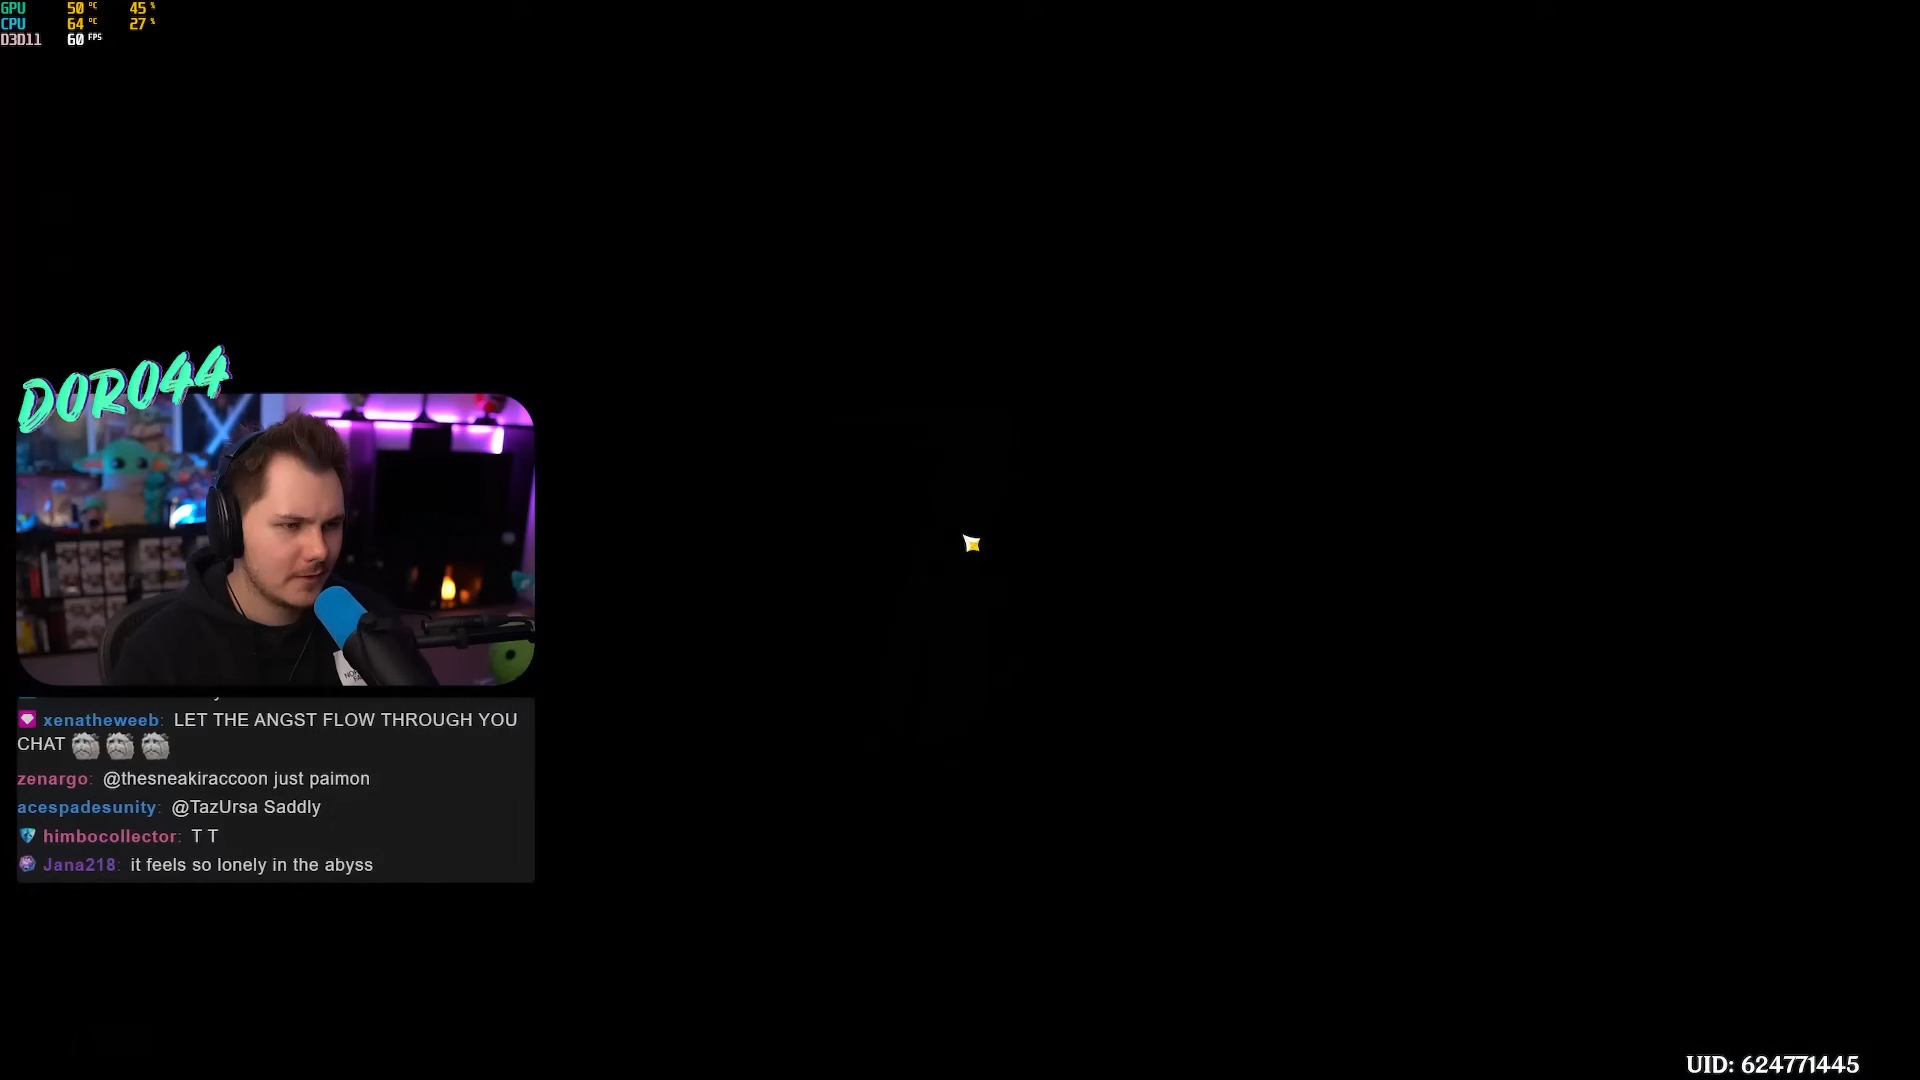 GPU 50 °C 45 %
CPU 64 °C 27 %
D3D11 60 FPS
DORO44
xenatheweeb: LET THE ANGST FLOW THROUGH YOU
CHAT
zenargo: @thesneakiraccoon just paimon
acespadesunity: @TazUrsa Saddly
himbocollector: T T
Jana218: it feels so lonely in the abyss
UID: 624771445